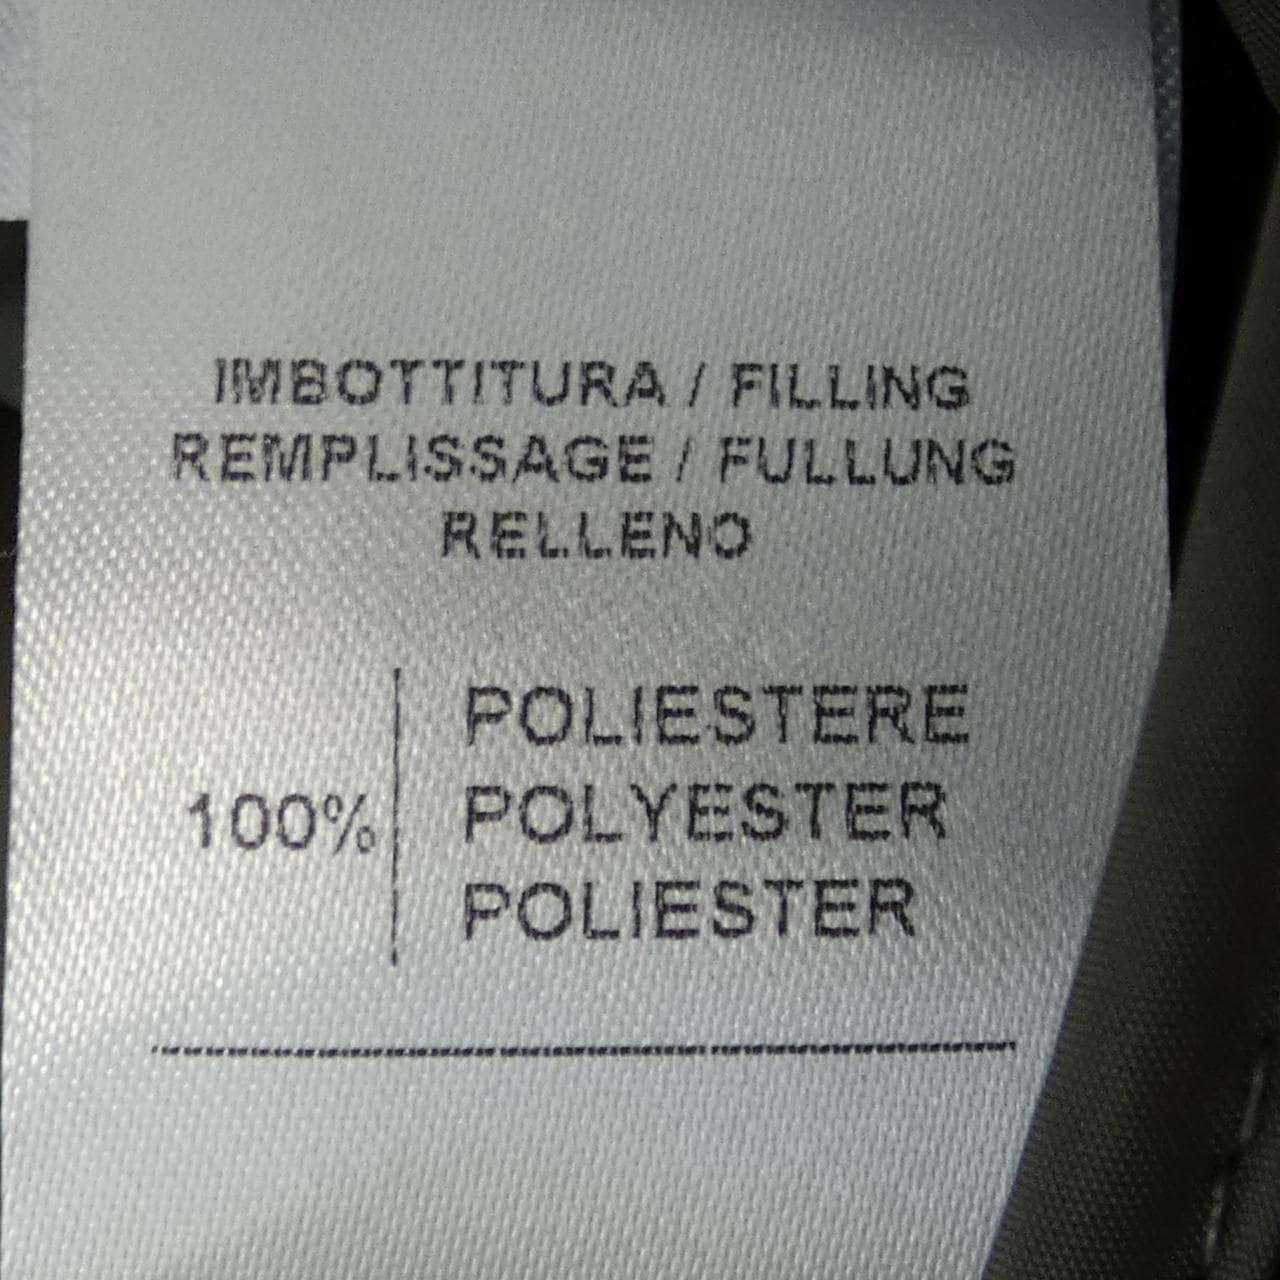 IMBOTTITURA / FILLING
REMPLISSAGE / FULLUNG
RELLENO
POLIESTERE
100% POLYESTER
POLIESTER